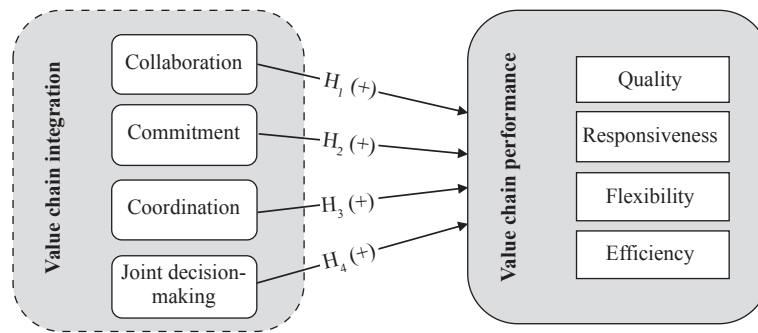 Value chain integration
Collaboration
Commitment
Coordination
Joint decision-
making
H1 (+)
H2 (+)
H3 (+)
H4 (+)
Value chain performance
Quality
Responsiveness
Flexibility
Efficiency